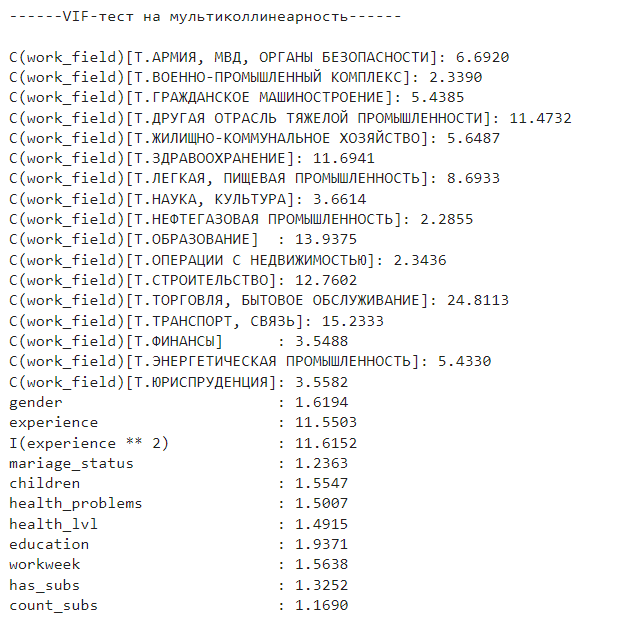 ------VIF-тест на мультиколлинеарность------
C(work_field)[T.АРМИЯ, МВД, ОРГАНЫ БЕЗОПАСНОСТИ]: 6.6920
C(work_field)[T.ВОЕННО-ПРОМЫШЛЕННЫЙ КОМПЛЕКС]: 2.3390
C(work_field)[T.ГРАЖДАНСКОЕ МАШИНОСТРОЕНИЕ]: 5.4385
C(work_field)[T.ДРУГАЯ ОТРАСЛЬ ТЯЖЕЛОЙ ПРОМЫШЛЕННОСТИ]: 11.4732
C(work_field)[T.ЖИЛИЩНО-КОММУНАЛЬНОЕ ХОЗЯЙСТВО]: 5.6487
C(work_field)[T.ЗДРАВООХРАНЕНИЕ]: 11.6941
C(work_field)[T.ЛЕГКАЯ, ПИЩЕВАЯ ПРОМЫШЛЕННОСТЬ]: 8.6933
C(work_field)[T.НАУКА, КУЛЬТУРА]: 3.6614
C(work_field)[T.НЕФТЕГАЗОВАЯ ПРОМЫШЛЕННОСТЬ]: 2.2855
C(work_field)[T.ОБРАЗОВАНИЕ]  : 13.9375
C(work_field)[T.ОПЕРАЦИИ С НЕДВИЖИМОСТЬЮ]: 2.3436
C(work_field)[T.СТРОИТЕЛЬСТВО]: 12.7602
C(work_field)[T.ТОРГОВЛЯ, БЫТОВОЕ ОБСЛУЖИВАНИЕ]: 24.8113
C(work_field)[T.ТРАНСПОРТ, СВЯЗЬ]: 15.2333
C(work_field)[T.ФИНАНСЫ]      : 3.5488
C(work_field)[T.ЭНЕРГЕТИЧЕСКАЯ ПРОМЫШЛЕННОСТЬ]: 5.4330
C(work_field)[T.ЮРИСПРУДЕНЦИЯ]: 3.5582
gender                        : 1.6194
experience                    : 11.5503
I(experience ** 2)            : 11.6152
mariage_status                : 1.2363
children                      : 1.5547
health_problems               : 1.5007
health_lvl                    : 1.4915
education                     : 1.9371
workweek                      : 1.5638
has_subs                      : 1.3252
count_subs                    : 1.1690